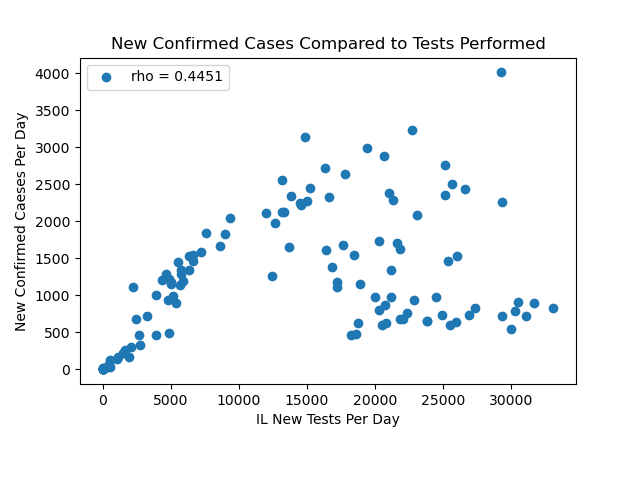 New Confirmed Cases Compared to Tests Performed
rho = 0.4451
New Confirmed Caeses Per Day
4000
3500
3000
2500
2000
1500
1000
500
0
0 5000 10000 15000 20000 25000 30000
IL New Tests Per Day